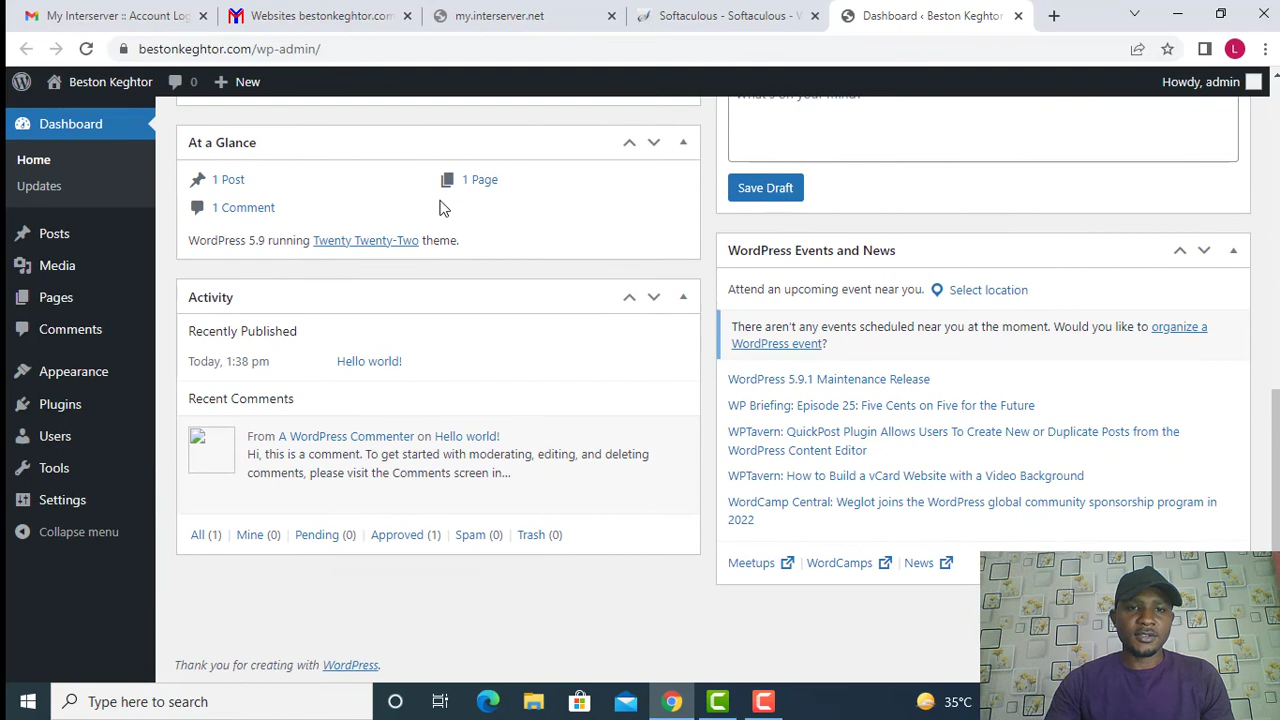 My Interserver :: Account Log
Websites bestonkeghtor.com
my.interserver.net
Softaculous - Softaculous - W
Dashboard ‹ Beston Keghtor
bestonkeghtor.com/wp-admin/
L
Beston Keghtor
0
New
Howdy, admin
Dashboard
Home
Updates
Posts
Media
Pages
Comments
Appearance
Plugins
Users
Tools
Settings
Collapse menu
At a Glance
1 Post
1 Page
1 Comment
WordPress 5.9 running Twenty Twenty-Two theme.
Activity
Recently Published
Today, 1:38 pm
Hello world!
Recent Comments
From A WordPress Commenter on Hello world!
Hi, this is a comment. To get started with moderating, editing, and deleting
comments, please visit the Comments screen in...
All (1) | Mine (0) | Pending (0) | Approved (1) | Spam (0) | Trash (0)
What's on your mind?
Save Draft
WordPress Events and News
Attend an upcoming event near you. Select location
There aren't any events scheduled near you at the moment. Would you like to organize a
WordPress event?
WordPress 5.9.1 Maintenance Release
WP Briefing: Episode 25: Five Cents on Five for the Future
WPTavern: QuickPost Plugin Allows Users To Create New or Duplicate Posts from the
WordPress Content Editor
WPTavern: How to Build a vCard Website with a Video Background
WordCamp Central: Weglot joins the WordPress global community sponsorship program in
2022
Meetups | WordCamps | News
Thank you for creating with WordPress.
Type here to search
35°C